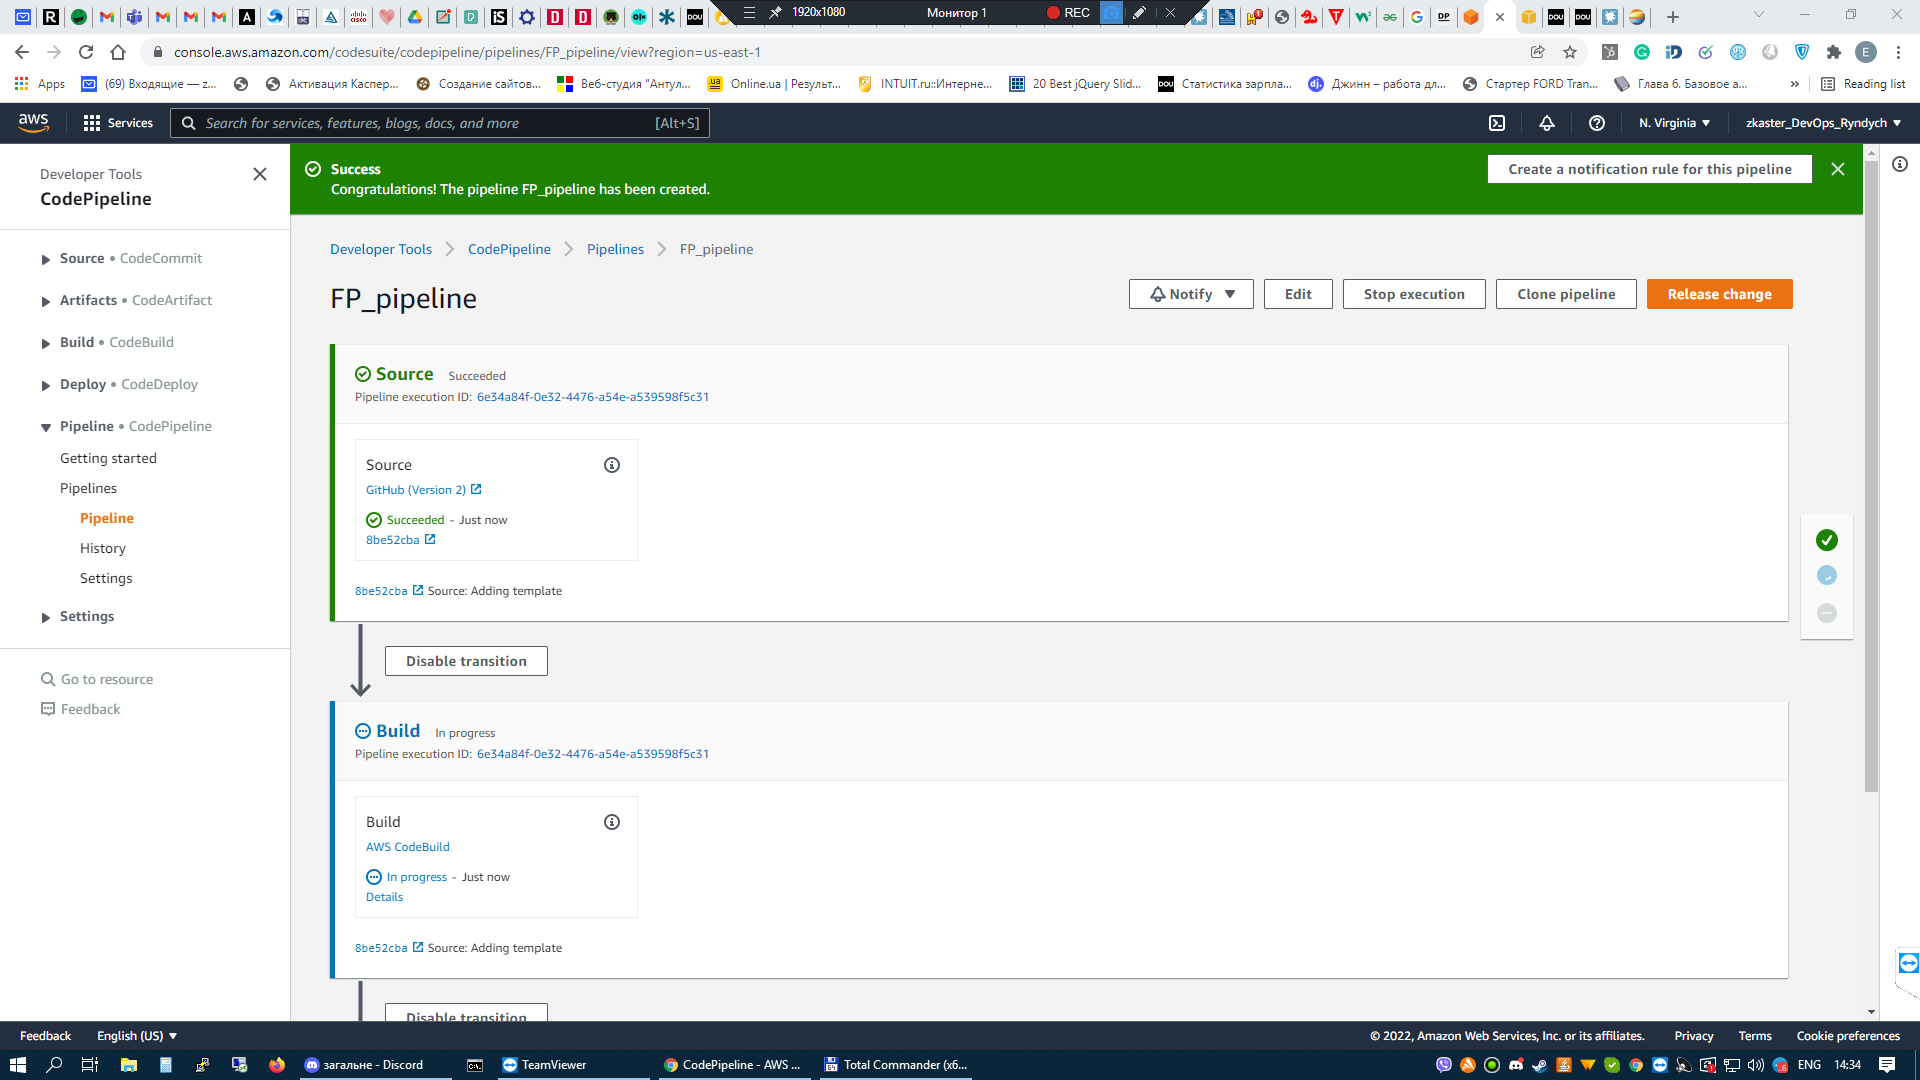 1920x1080
Монитор 1
REC
console.aws.amazon.com/codesuite/codepipeline/pipelines/FP_pipeline/view?region=us-east-1
E
Apps
(69) Входящие — z...
Активация Каспер...
Создание сайтов...
Веб-студия "Антул...
Online.ua | Результ...
INTUIT.ru::Интерне...
20 Best jQuery Slid...
Статистика зарпла...
Джинн – работа дл...
Стартер FORD Tran...
Глава 6. Базовое а...
»
Reading list
aws
Services
Search for services, features, blogs, docs, and more
[Alt+S]
N. Virginia
zkaster_DevOps_Ryndych
Developer Tools
CodePipeline
Source • CodeCommit
Artifacts • CodeArtifact
Build • CodeBuild
Deploy • CodeDeploy
Pipeline • CodePipeline
Getting started
Pipelines
Pipeline
History
Settings
Settings
Go to resource
Feedback
Success
Congratulations! The pipeline FP_pipeline has been created.
Create a notification rule for this pipeline
Developer Tools
CodePipeline
Pipelines
FP_pipeline
FP_pipeline
Notify
Edit
Stop execution
Clone pipeline
Release change
Source Succeeded
Pipeline execution ID: 6e34a84f-0e32-4476-a54e-a539598f5c31
Source
GitHub (Version 2)
Succeeded - Just now
8be52cba
8be52cba Source: Adding template
Disable transition
Build In progress
Pipeline execution ID: 6e34a84f-0e32-4476-a54e-a539598f5c31
Build
AWS CodeBuild
In progress - Just now
Details
8be52cba Source: Adding template
Disable transition
Feedback
English (US)
© 2022, Amazon Web Services, Inc. or its affiliates.
Privacy
Terms
Cookie preferences
загальне - Discord
TeamViewer
CodePipeline - AWS ...
Total Commander (x6...
ENG
14:34